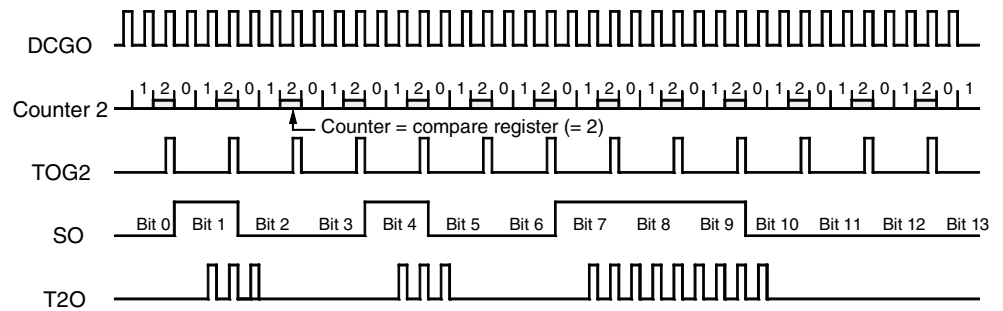 DCGO
1 2 0 1 2 0 1 2 0 1 2 0 1 2 0 1 2 0 1 2 0 1 2 0 1 2 0 1 2 0 1 2 0 1 2 0 1 2 0 1
Counter 2
Counter = compare register (= 2)
TOG2
Bit 0 Bit 1 Bit 2 Bit 3 Bit 4 Bit 5 Bit 6 Bit 7 Bit 8 Bit 9 Bit 10 Bit 11 Bit 12 Bit 13
SO
T2O